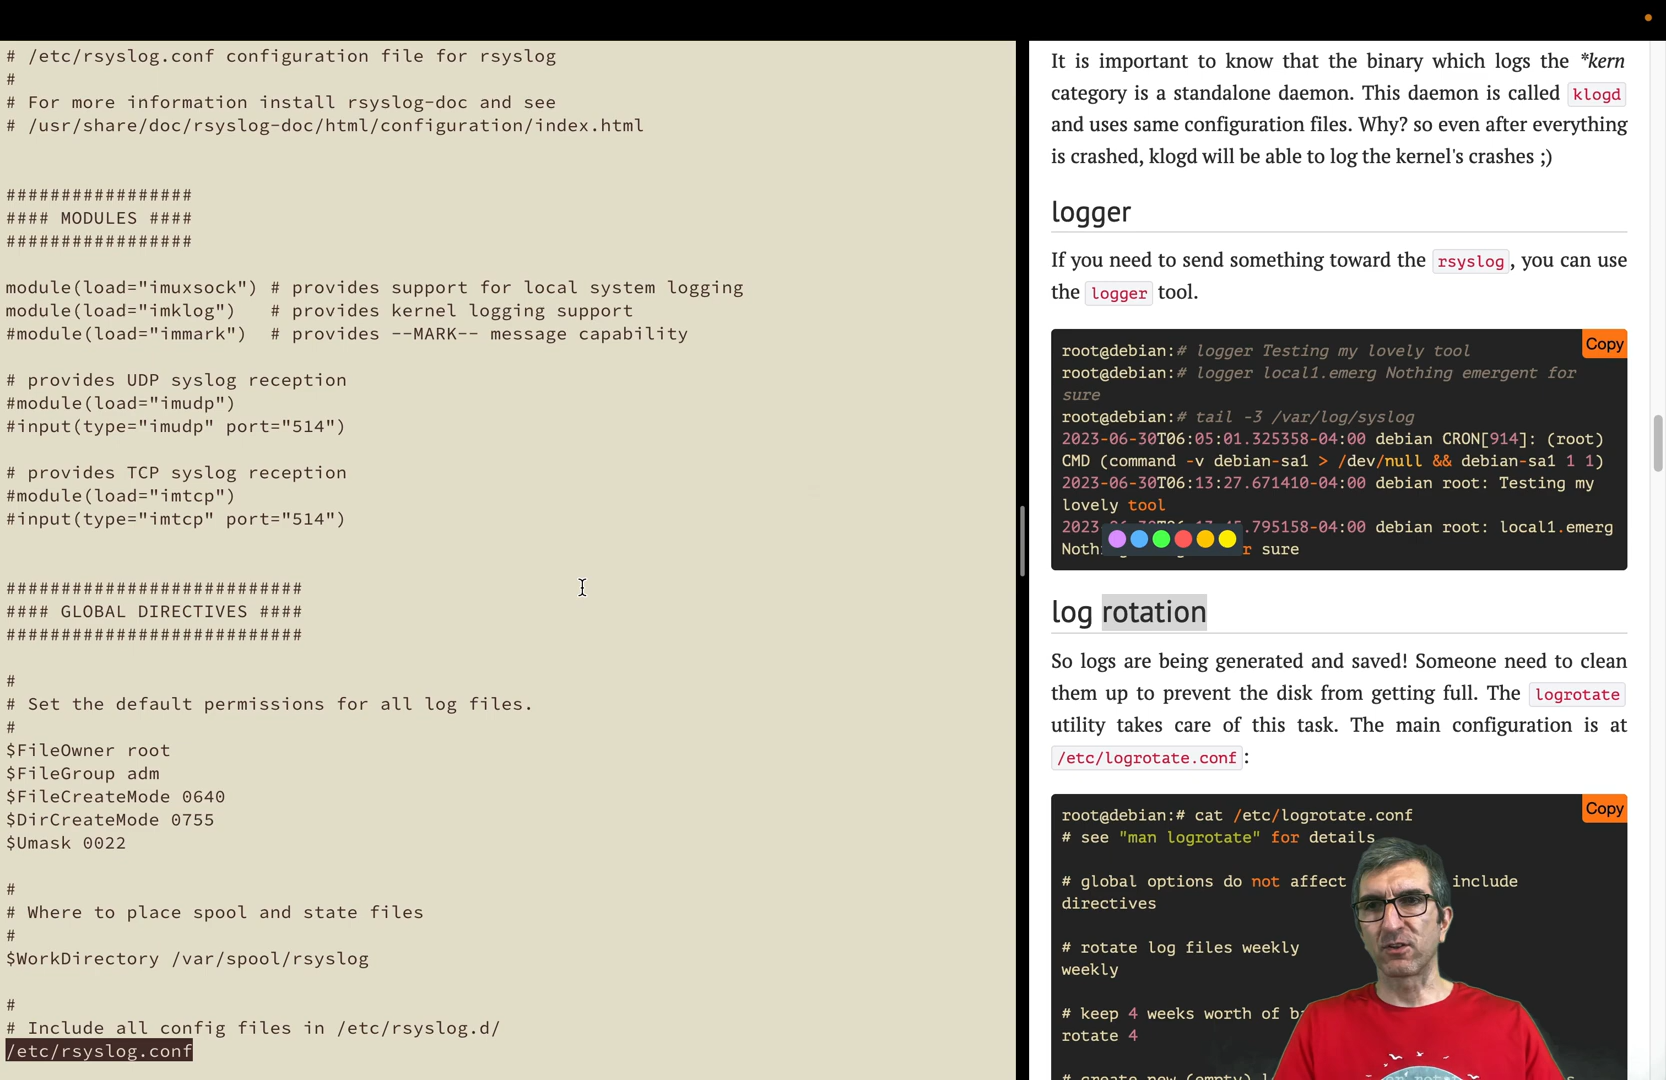 # /etc/rsyslog.conf configuration file for rsyslog
#
# For more information install rsyslog-doc and see
# /usr/share/doc/rsyslog-doc/html/configuration/index.html
#################
#### MODULES ####
#################
module(load="imuxsock") # provides support for local system logging
module(load="imklog")   # provides kernel logging support
#module(load="immark")  # provides --MARK-- message capability
# provides UDP syslog reception
#module(load="imudp")
#input(type="imudp" port="514")
# provides TCP syslog reception
#module(load="imtcp")
#input(type="imtcp" port="514")
###########################
#### GLOBAL DIRECTIVES ####
###########################
#
# Set the default permissions for all log files.
#
$FileOwner root
$FileGroup adm
$FileCreateMode 0640
$DirCreateMode 0755
$Umask 0022
#
# Where to place spool and state files
#
$WorkDirectory /var/spool/rsyslog
#
# Include all config files in /etc/rsyslog.d/
/etc/rsyslog.conf
It is important to know that the binary which logs the *kern
category is a standalone daemon. This daemon is called klogd
and uses same configuration files. Why? so even after everything
is crashed, klogd will be able to log the kernel's crashes ;)
logger
If you need to send something toward the rsyslog, you can use
the logger tool.
Copy
root@debian:# logger Testing my lovely tool
root@debian:# logger local1.emerg Nothing emergent for
sure
root@debian:# tail -3 /var/log/syslog
2023-06-30T06:05:01.325358-04:00 debian CRON[914]: (root)
CMD (command -v debian-sa1 > /dev/null && debian-sa1 1 1)
2023-06-30T06:13:27.671410-04:00 debian root: Testing my
lovely tool
2023 .795158-04:00 debian root: local1.emerg
sure
log rotation
So logs are being generated and saved! Someone need to clean
them up to prevent the disk from getting full. The logrotate
utility takes care of this task. The main configuration is at
/etc/logrotate.conf:
Copy
root@debian:# cat /etc/logrotate.conf
# see "man logrotate" for details
# global options do not affect include
directives
# rotate log files weekly
weekly
# keep 4 weeks worth of
rotate 4
# create new (empty)